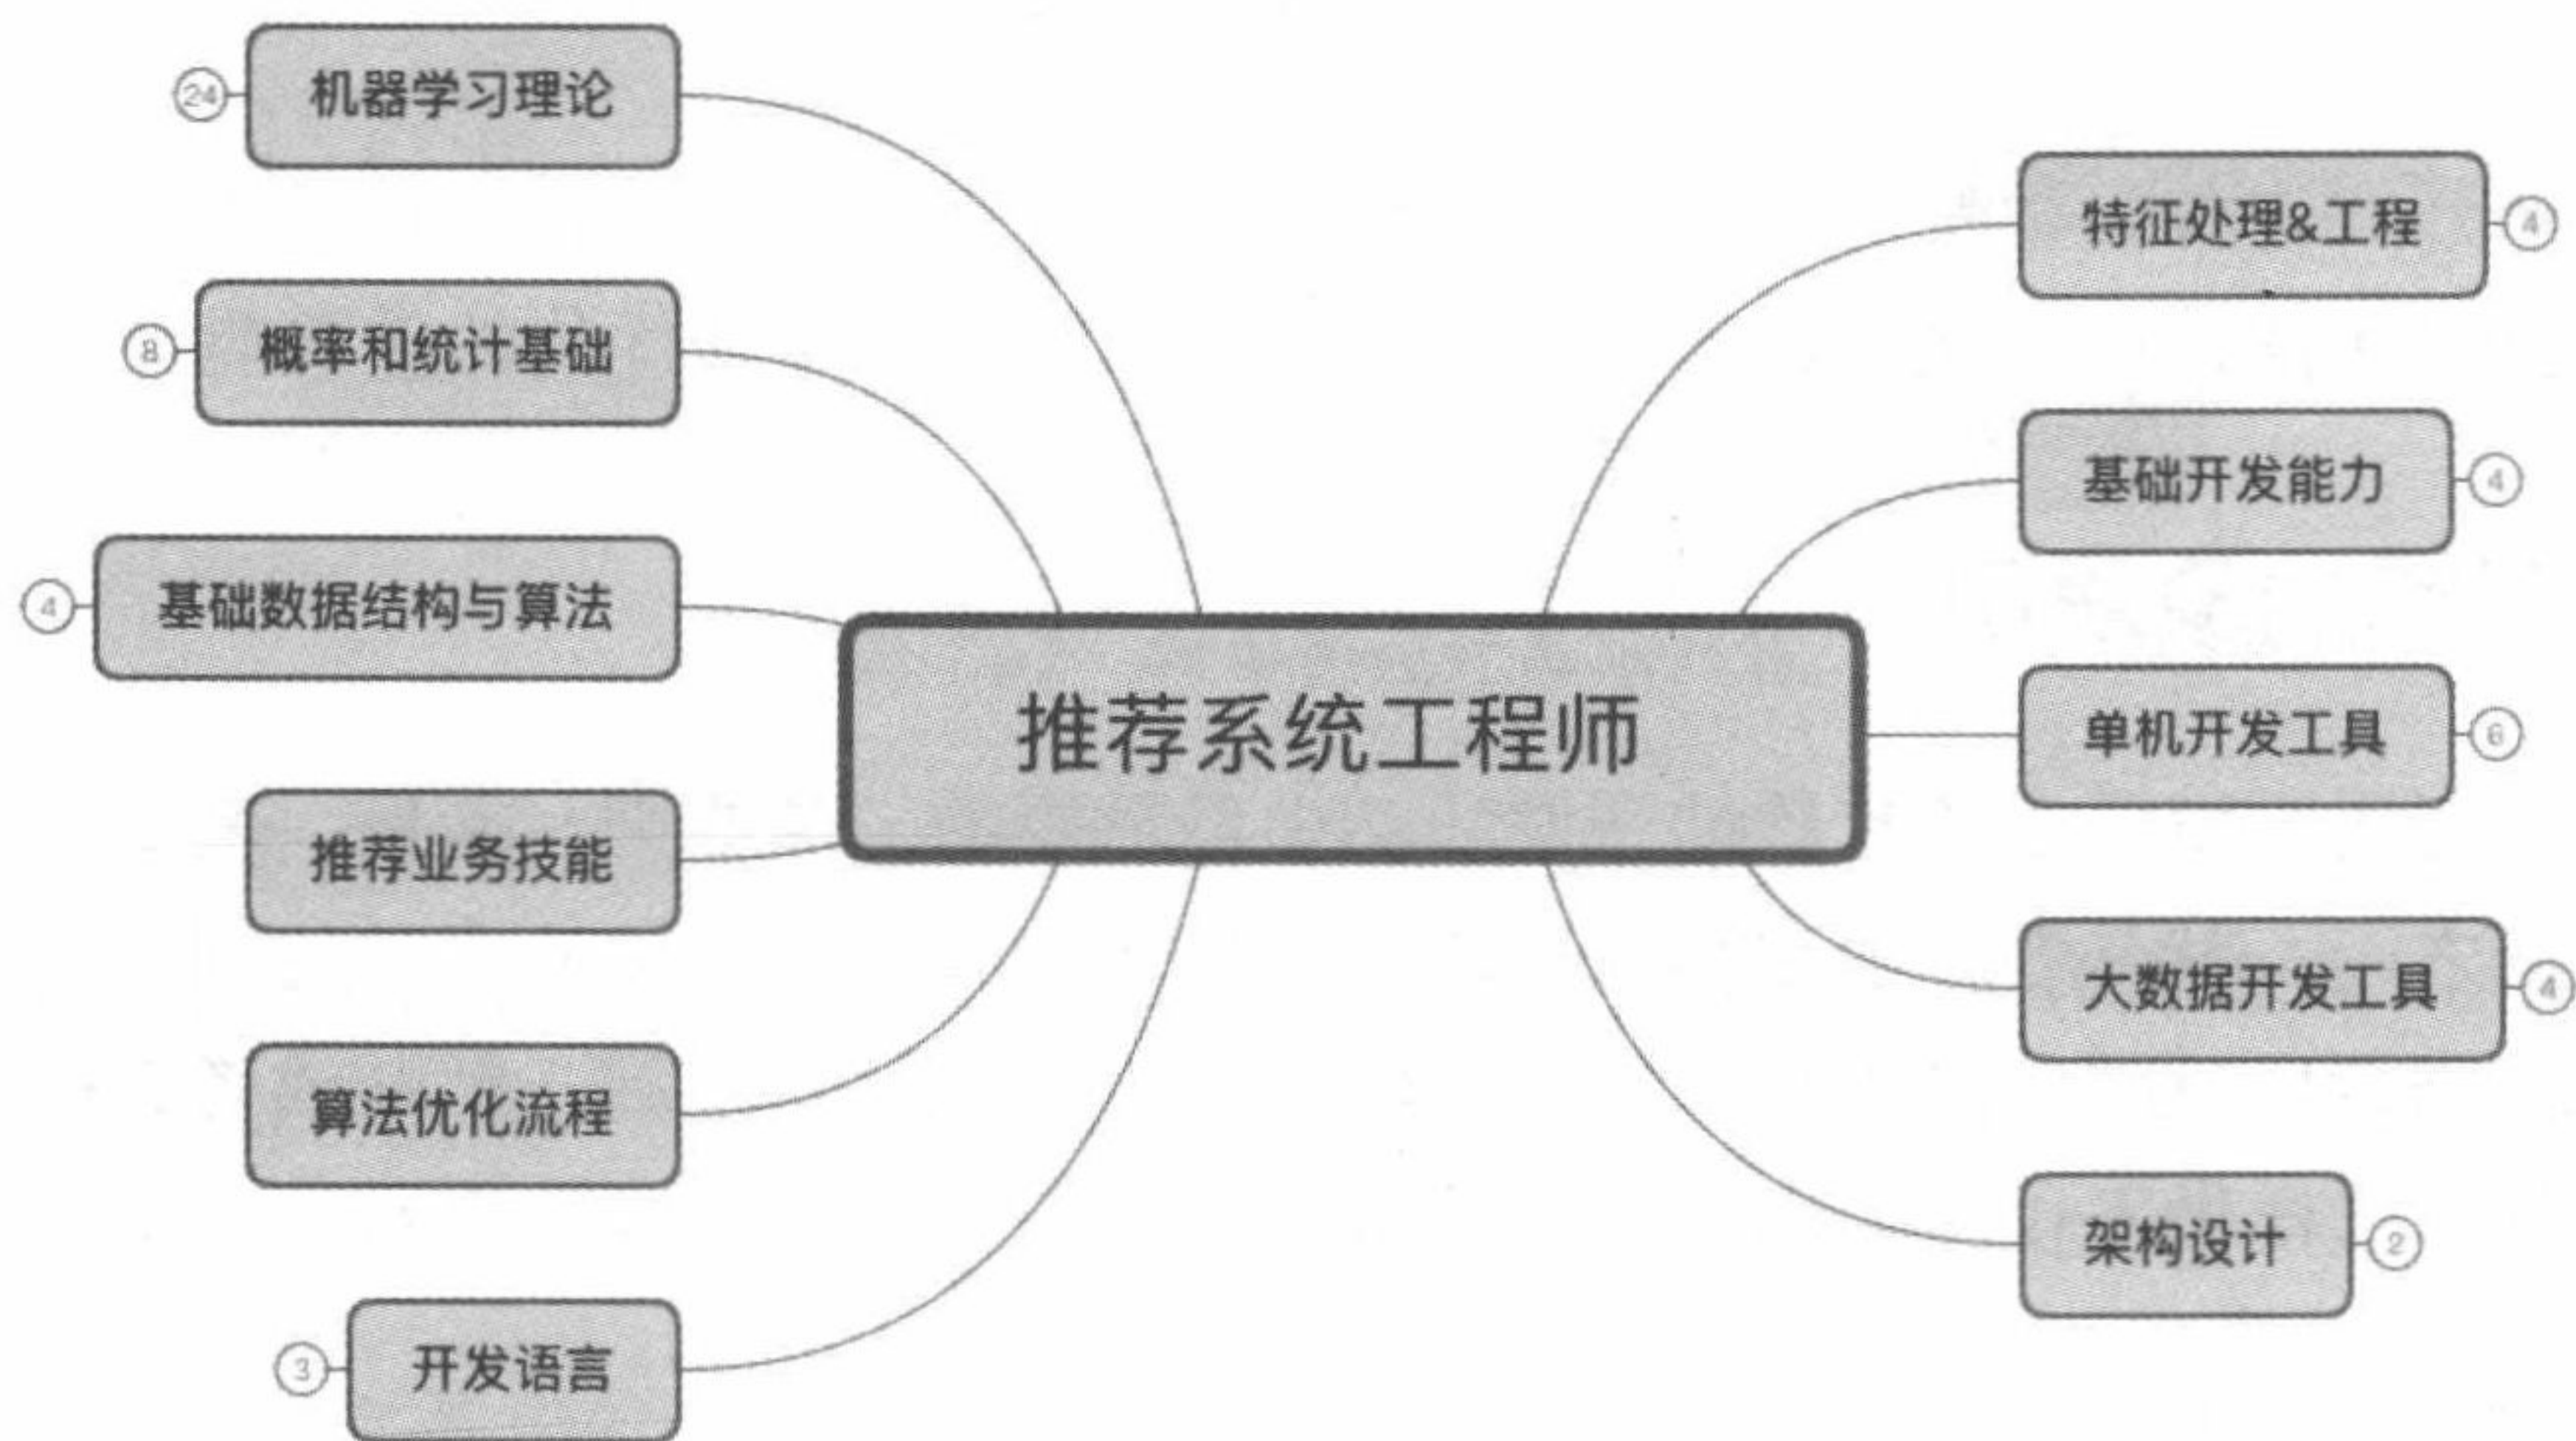 24
机器学习理论
8
概率和统计基础
4
基础数据结构与算法
推荐业务技能
算法优化流程
3
开发语言
推荐系统工程师
特征处理&工程
4
基础开发能力
4
单机开发工具
6
大数据开发工具
4
架构设计
2